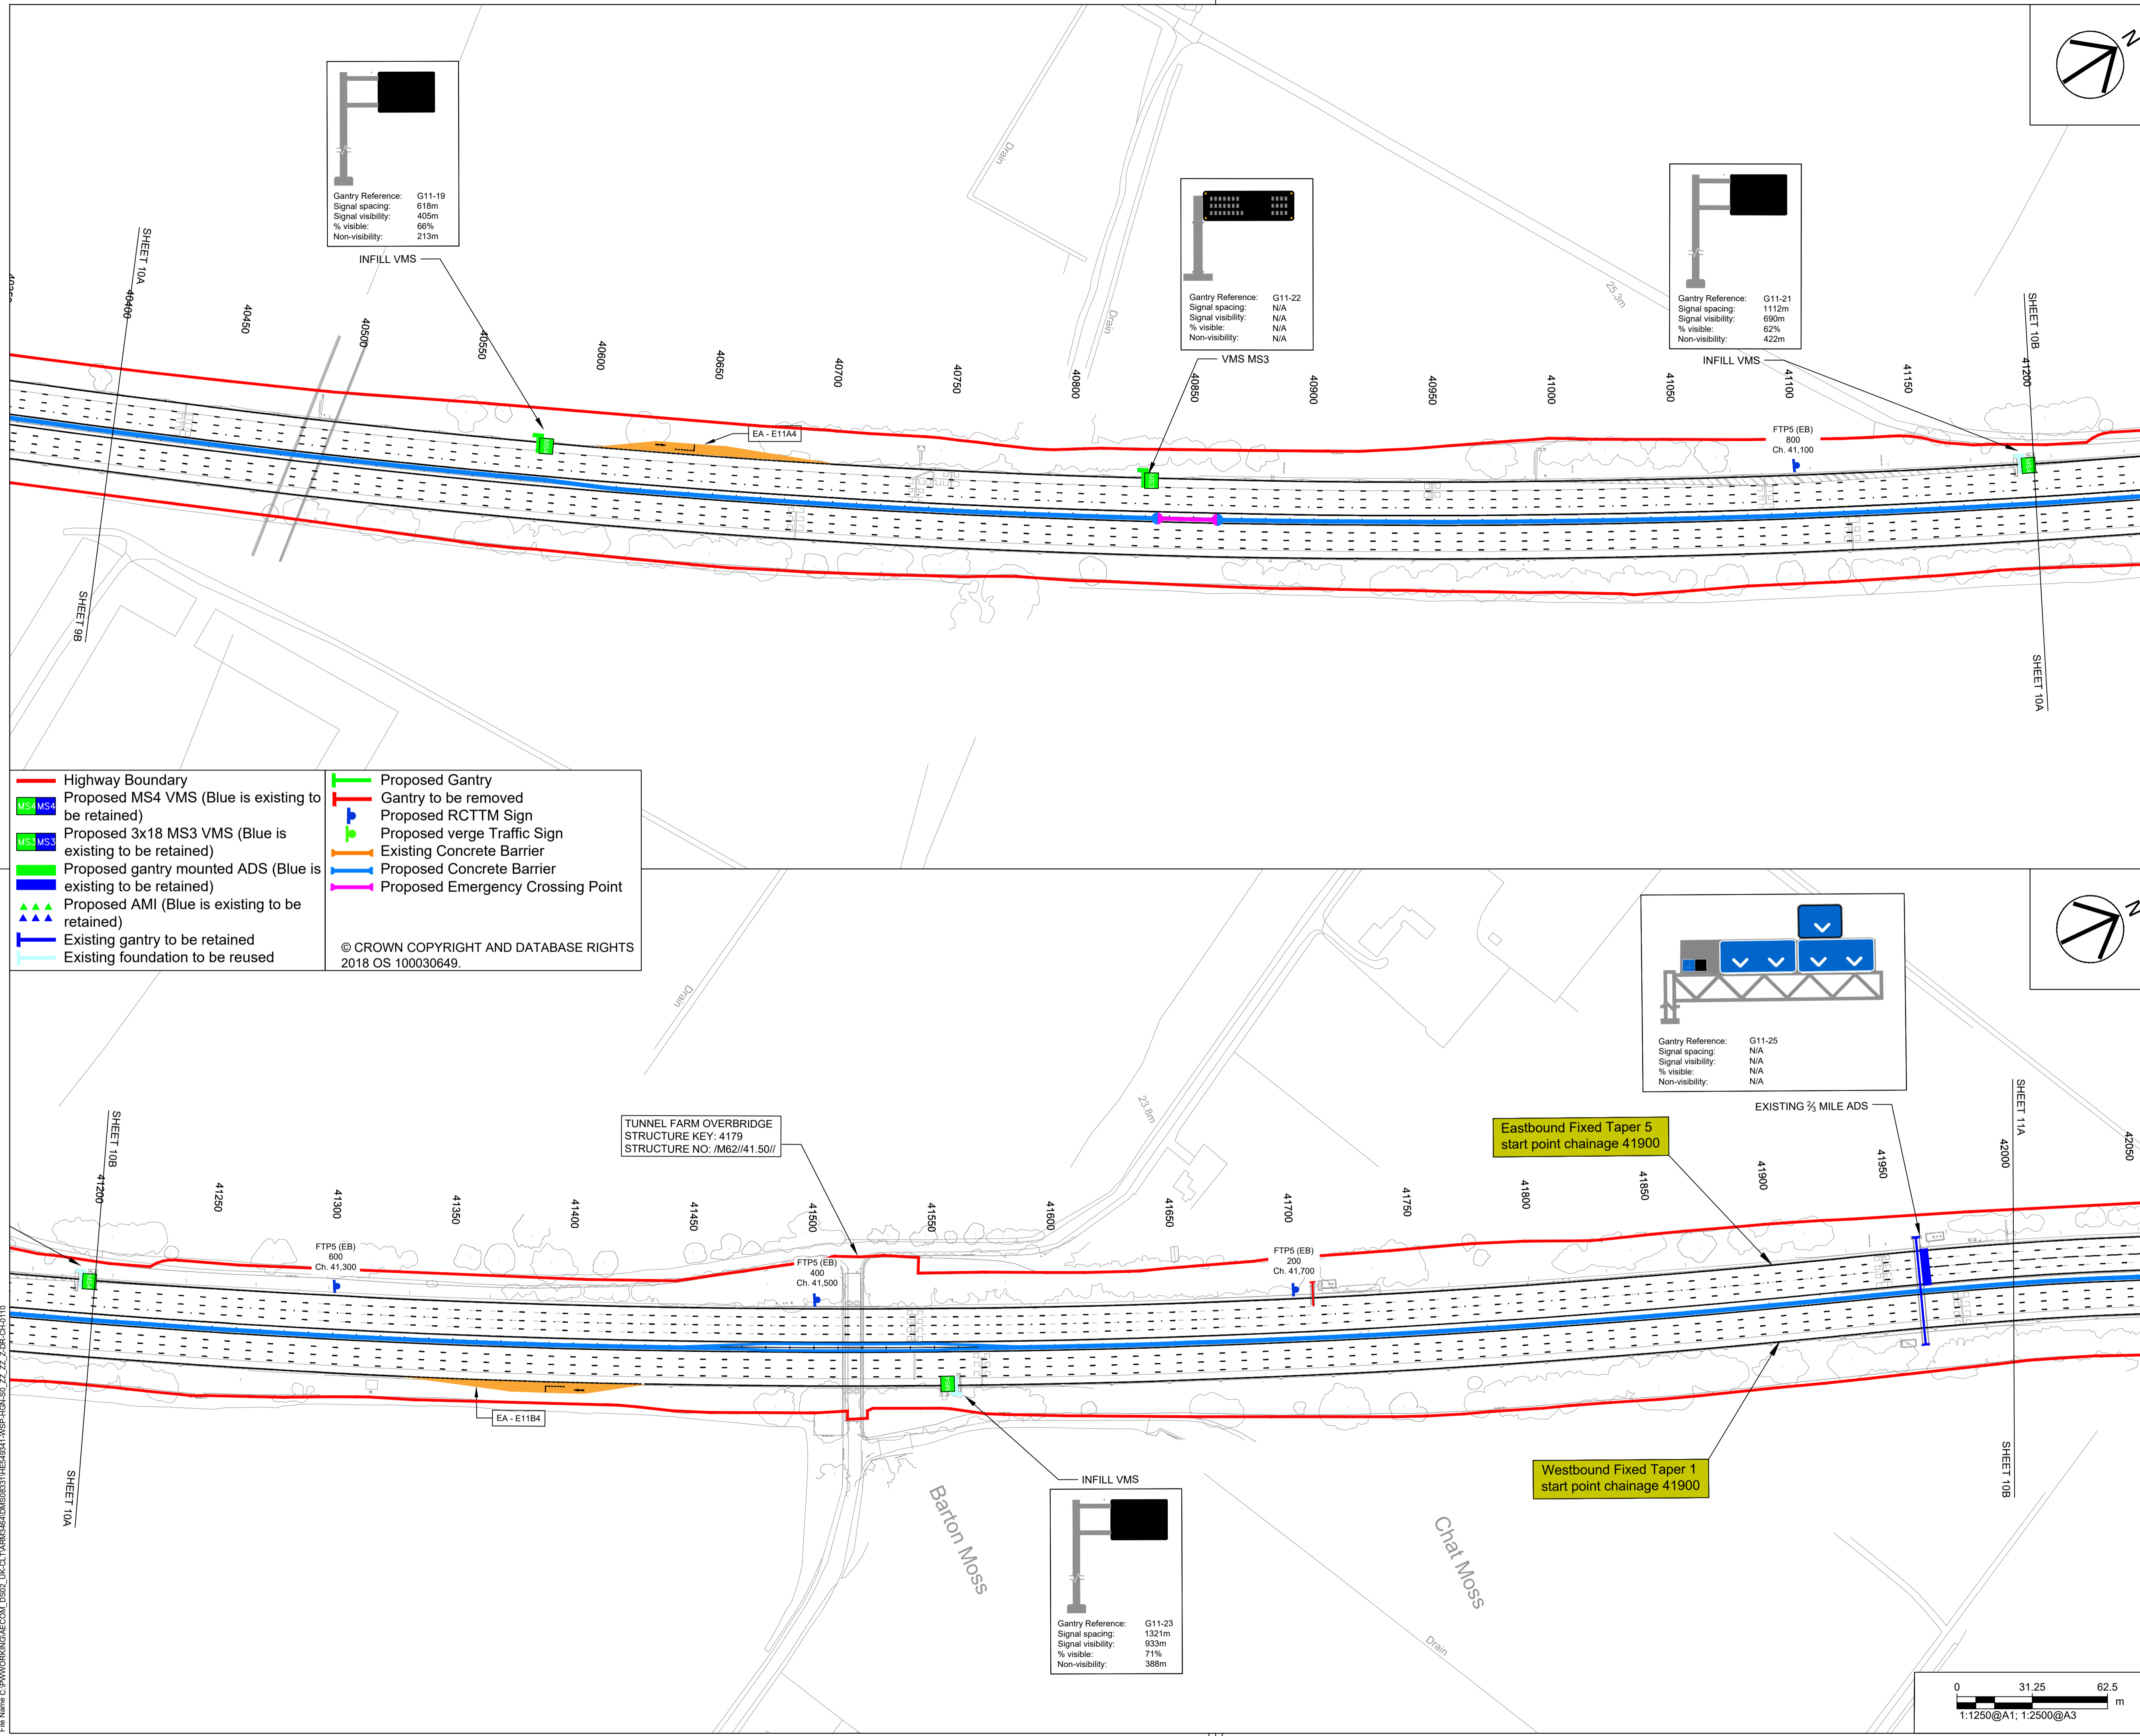 N
Gantry Reference: G11-19
Signal spacing: 618m
Signal visibility: 405m
% visible: 66%
Non-visibility: 213m
INFILL VMS
Gantry Reference: G11-22
Signal spacing: N/A
Signal visibility: N/A
% visible: N/A
Non-visibility: N/A
VMS MS3
Gantry Reference: G11-21
Signal spacing: 1112m
Signal visibility: 690m
% visible: 62%
Non-visibility: 422m
INFILL VMS
Drain
Drain
25.3m
SHEET 10A
SHEET 9B
SHEET 10B
SHEET 10A
40400
40450
40500
40550
40600
40650
40700
40750
40800
40850
40900
40950
41000
41050
41100
41150
41200
EA - E11A4
FTP5 (EB)
800
Ch. 41,100
Highway Boundary
MS4 MS4 Proposed MS4 VMS (Blue is existing to
be retained)
MS3 MS3 Proposed 3x18 MS3 VMS (Blue is
existing to be retained)
Proposed gantry mounted ADS (Blue is
existing to be retained)
Proposed AMI (Blue is existing to be
retained)
Existing gantry to be retained
Existing foundation to be reused
Proposed Gantry
Gantry to be removed
Proposed RCTTM Sign
Proposed verge Traffic Sign
Existing Concrete Barrier
Proposed Concrete Barrier
Proposed Emergency Crossing Point
© CROWN COPYRIGHT AND DATABASE RIGHTS
2018 OS 100030649.
N
Drain
23.8m
Gantry Reference: G11-25
Signal spacing: N/A
Signal visibility: N/A
% visible: N/A
Non-visibility: N/A
EXISTING ⅔ MILE ADS
TUNNEL FARM OVERBRIDGE
STRUCTURE KEY: 4179
STRUCTURE NO: /M62//41.50//
Eastbound Fixed Taper 5
start point chainage 41900
SHEET 10B
SHEET 10A
SHEET 11A
SHEET 10B
41200
41250
41300
41350
41400
41450
41500
41550
41600
41650
41700
41750
41800
41850
41900
41950
42000
42050
FTP5 (EB)
600
Ch. 41,300
FTP5 (EB)
400
Ch. 41,500
FTP5 (EB)
200
Ch. 41,700
EA - E11B4
INFILL VMS
Westbound Fixed Taper 1
start point chainage 41900
Gantry Reference: G11-23
Signal spacing: 1321m
Signal visibility: 933m
% visible: 71%
Non-visibility: 388m
Barton Moss
Chat Moss
Drain
0 31.25 62.5
m
1:1250@A1; 1:2500@A3